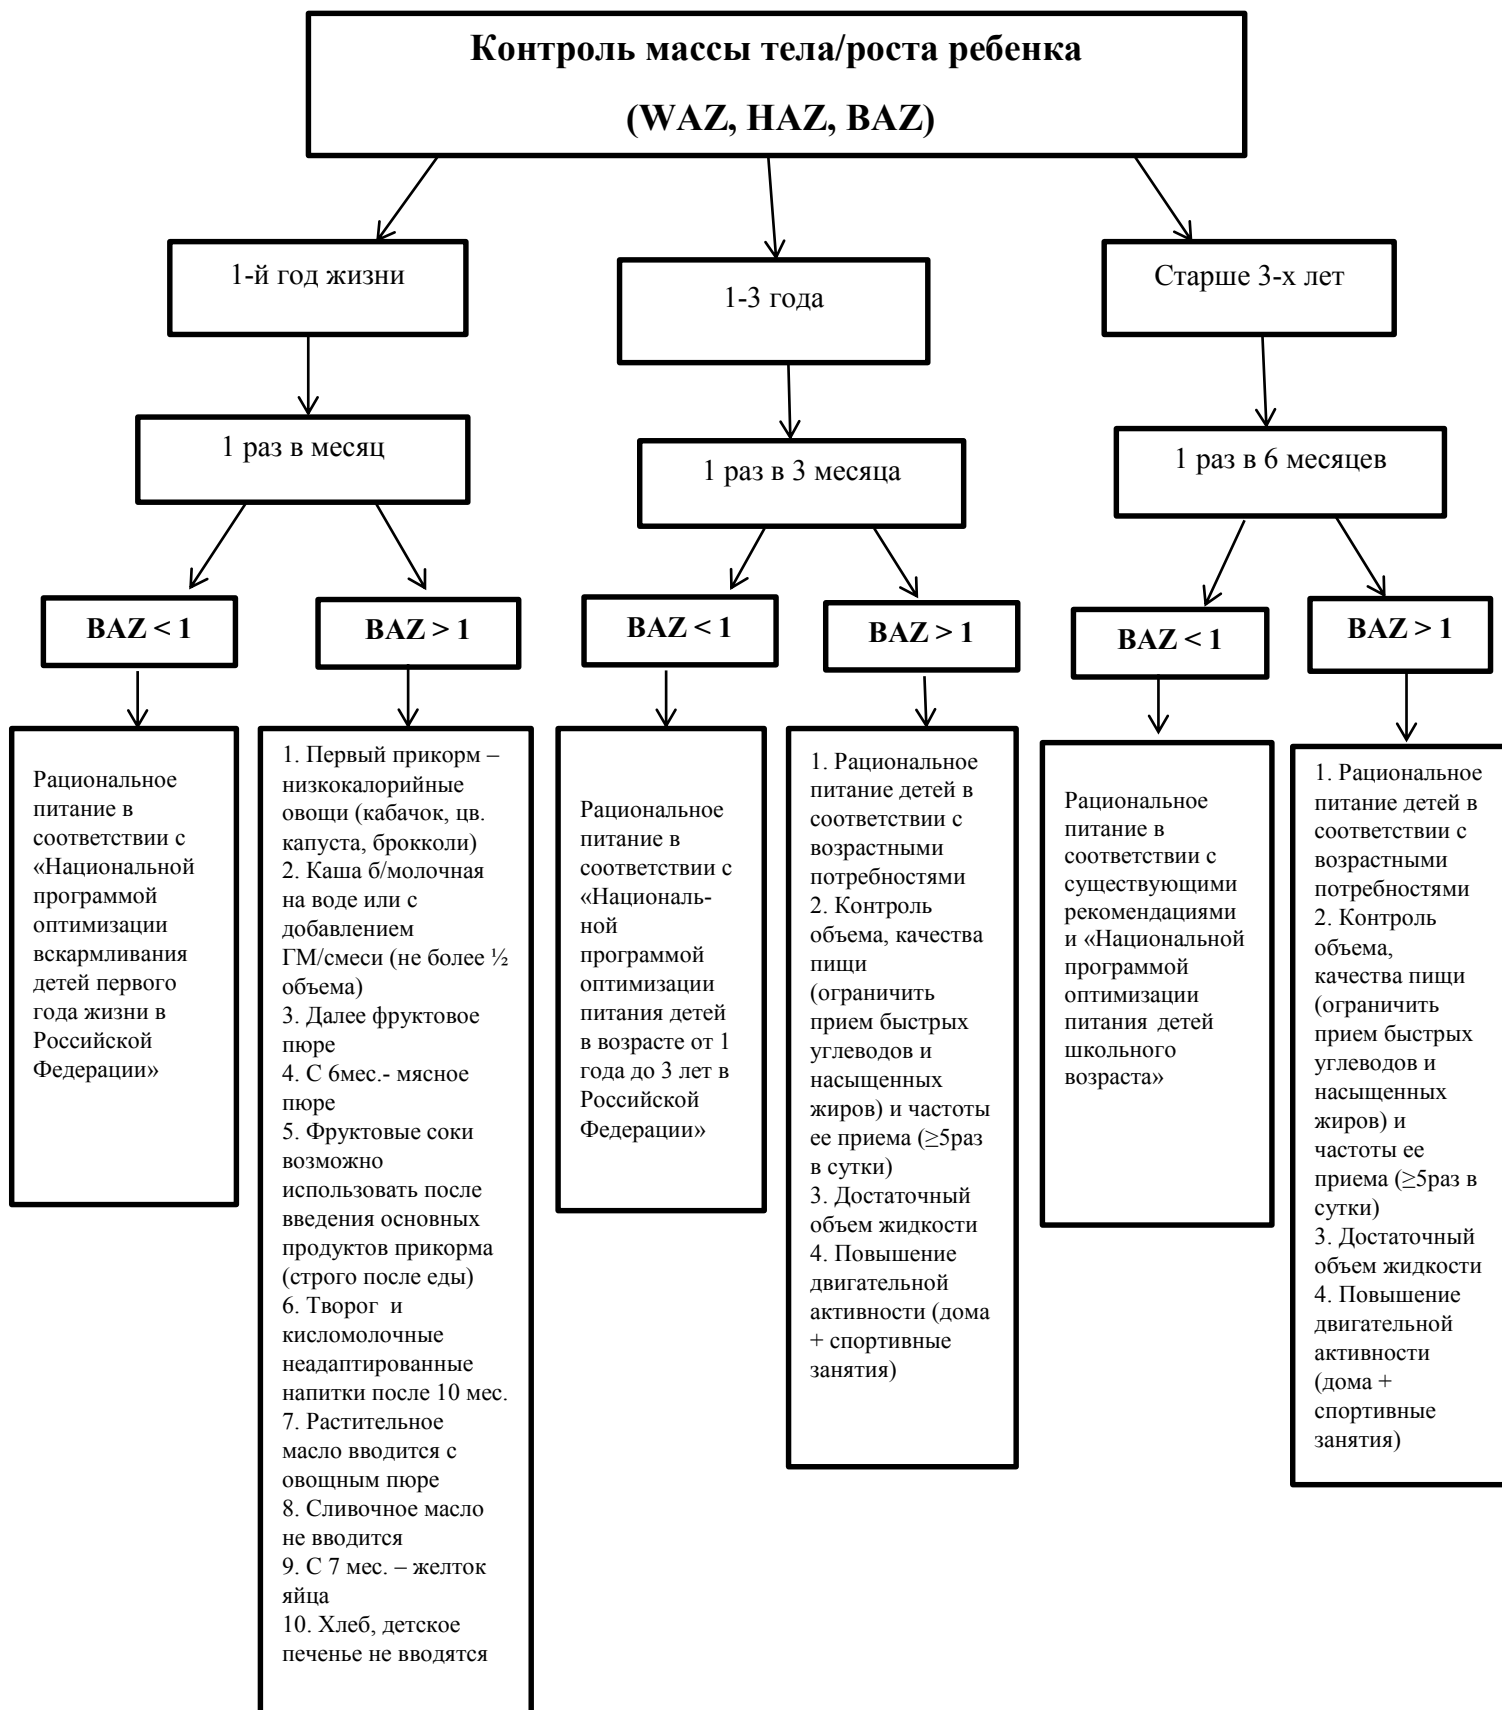 Контроль массы тела/роста ребенка
(WAZ, HAZ, BAZ)
1-й год жизни
1-3 года
Старше 3-х лет
1 раз в месяц
1 раз в 3 месяца
1 раз в 6 месяцев
BAZ < 1
BAZ > 1
BAZ < 1
BAZ > 1
BAZ < 1
BAZ > 1
Рациональное
питание в
соответствии с
«Национальной
программой
оптимизации
вскармливания
детей первого
года жизни в
Российской
Федерации»
1. Первый прикорм –
низкокалорийные
овощи (кабачок, цв.
капуста, брокколи)
2. Каша б/молочная
на воде или с
добавлением
ГМ/смеси (не более ½
объема)
3. Далее фруктовое
пюре
4. С 6мес.- мясное
пюре
5. Фруктовые соки
возможно
использовать после
введения основных
продуктов прикорма
(строго после еды)
6. Творог и
кисломолочные
неадаптированные
напитки после 10 мес.
7. Растительное
масло вводится с
овощным пюре
8. Сливочное масло
не вводится
9. С 7 мес. – желток
яйца
10. Хлеб, детское
печенье не вводятся
Рациональное
питание в
соответствии с
«Националь-
ной
программой
оптимизации
питания детей
в возрасте от 1
года до 3 лет в
Российской
Федерации»
1. Рациональное
питание детей в
соответствии с
возрастными
потребностями
2. Контроль
объема, качества
пищи
(ограничить
прием быстрых
углеводов и
насыщенных
жиров) и частоты
ее приема (≥5раз
в сутки)
3. Достаточный
объем жидкости
4. Повышение
двигательной
активности (дома
+ спортивные
занятия)
Рациональное
питание в
соответствии с
существующими
рекомендациями
и «Национальной
программой
оптимизации
питания детей
школьного
возраста»
1. Рациональное
питание детей в
соответствии с
возрастными
потребностями
2. Контроль
объема,
качества пищи
(ограничить
прием быстрых
углеводов и
насыщенных
жиров) и
частоты ее
приема (≥5раз в
сутки)
3. Достаточный
объем жидкости
4. Повышение
двигательной
активности
(дома +
спортивные
занятия)